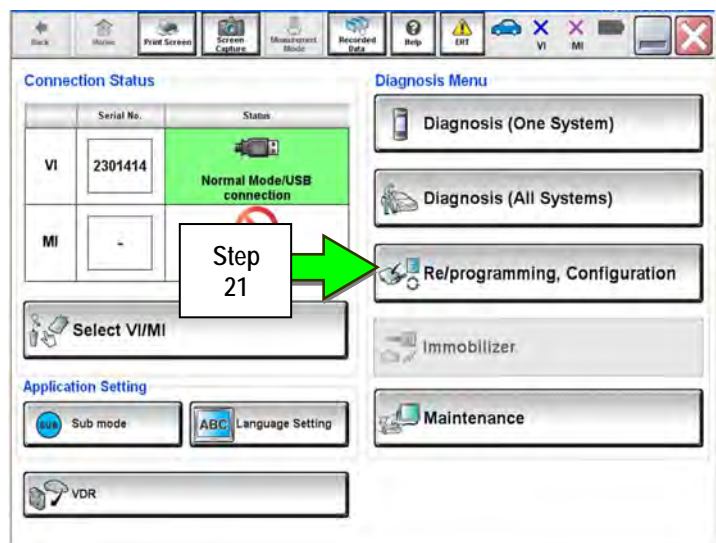 Back
Home
Print Screen
Screen Capture
Measurement Mode
Recorded Data
Help
ERT
VI
MI
Connection Status
Serial No.
Status
VI
2301414
Normal Mode/USB
connection
MI
-
Step
21
Select VI/MI
Application Setting
SUB
Sub mode
ABC
Language Setting
VDR
Diagnosis Menu
Diagnosis (One System)
Diagnosis (All Systems)
Re/programming, Configuration
Immobilizer
Maintenance